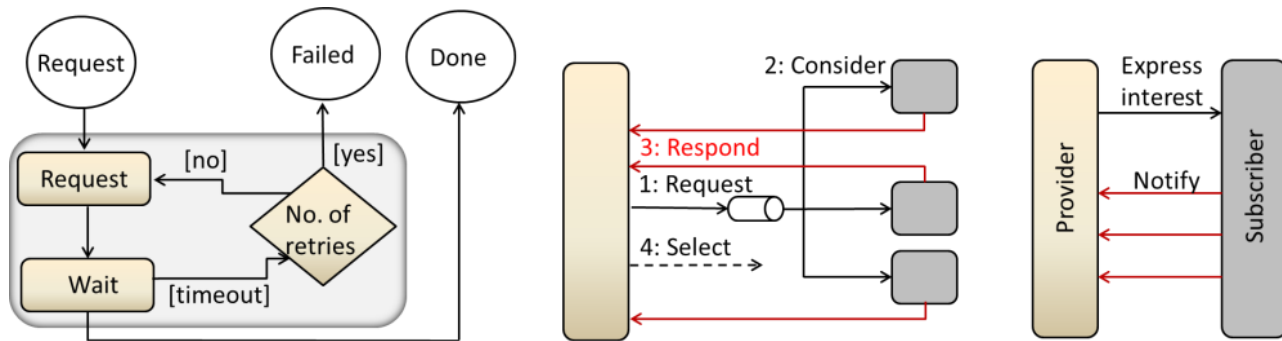 Request
Failed
Done
[no]
[yes]
Request
No. of
retries
Wait
[timeout]
2: Consider
3: Respond
1: Request
4: Select
Express
interest
Provider
Notify
Subscriber